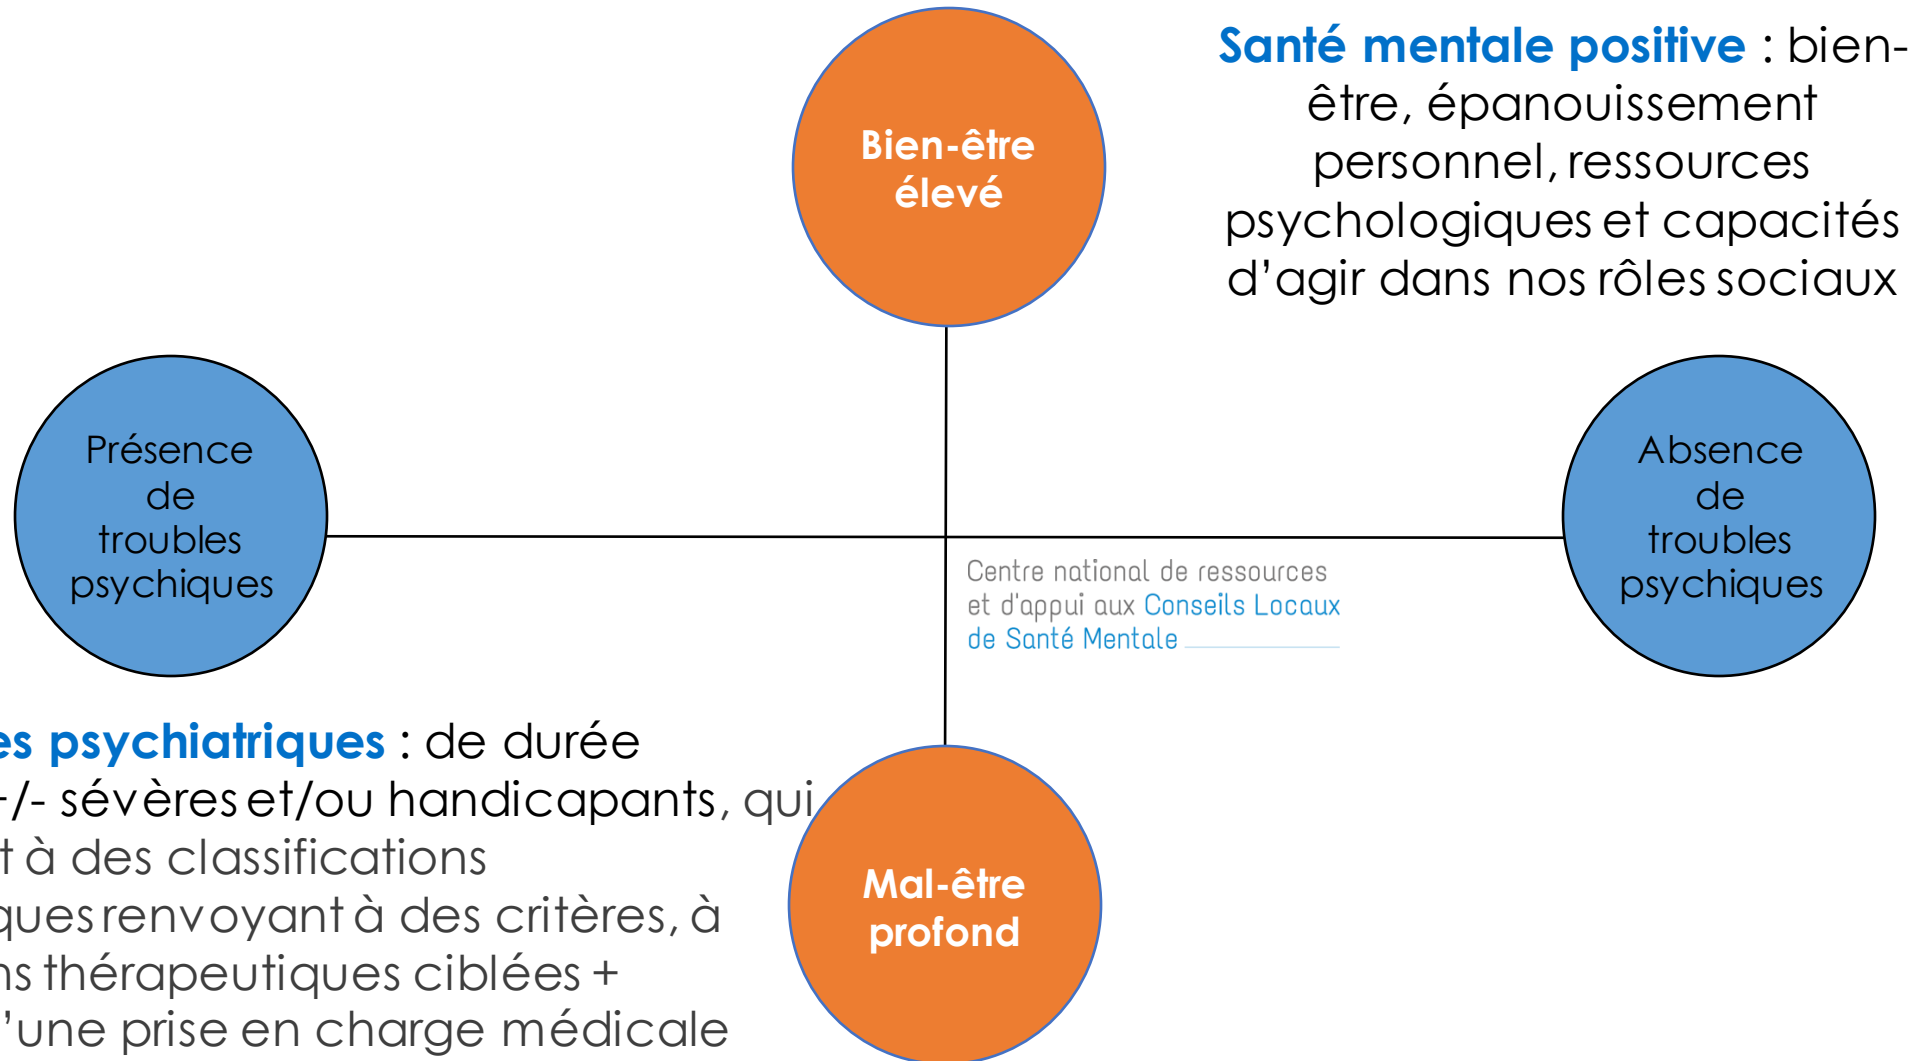 Santé mentale positive : bien-
être, épanouissement
personnel, ressources
psychologiques et capacités
d’agir dans nos rôles sociaux
Bien-être
élevé
Présence
de
troubles
psychiques
Absence
de
troubles
psychiques
Centre national de ressources
et d'appui aux Conseils Locaux
de Santé Mentale
es psychiatriques : de durée
+/- sévères et/ou handicapants, qui
t à des classifications
ques renvoyant à des critères, à
ns thérapeutiques ciblées +
’une prise en charge médicale
Mal-être
profond